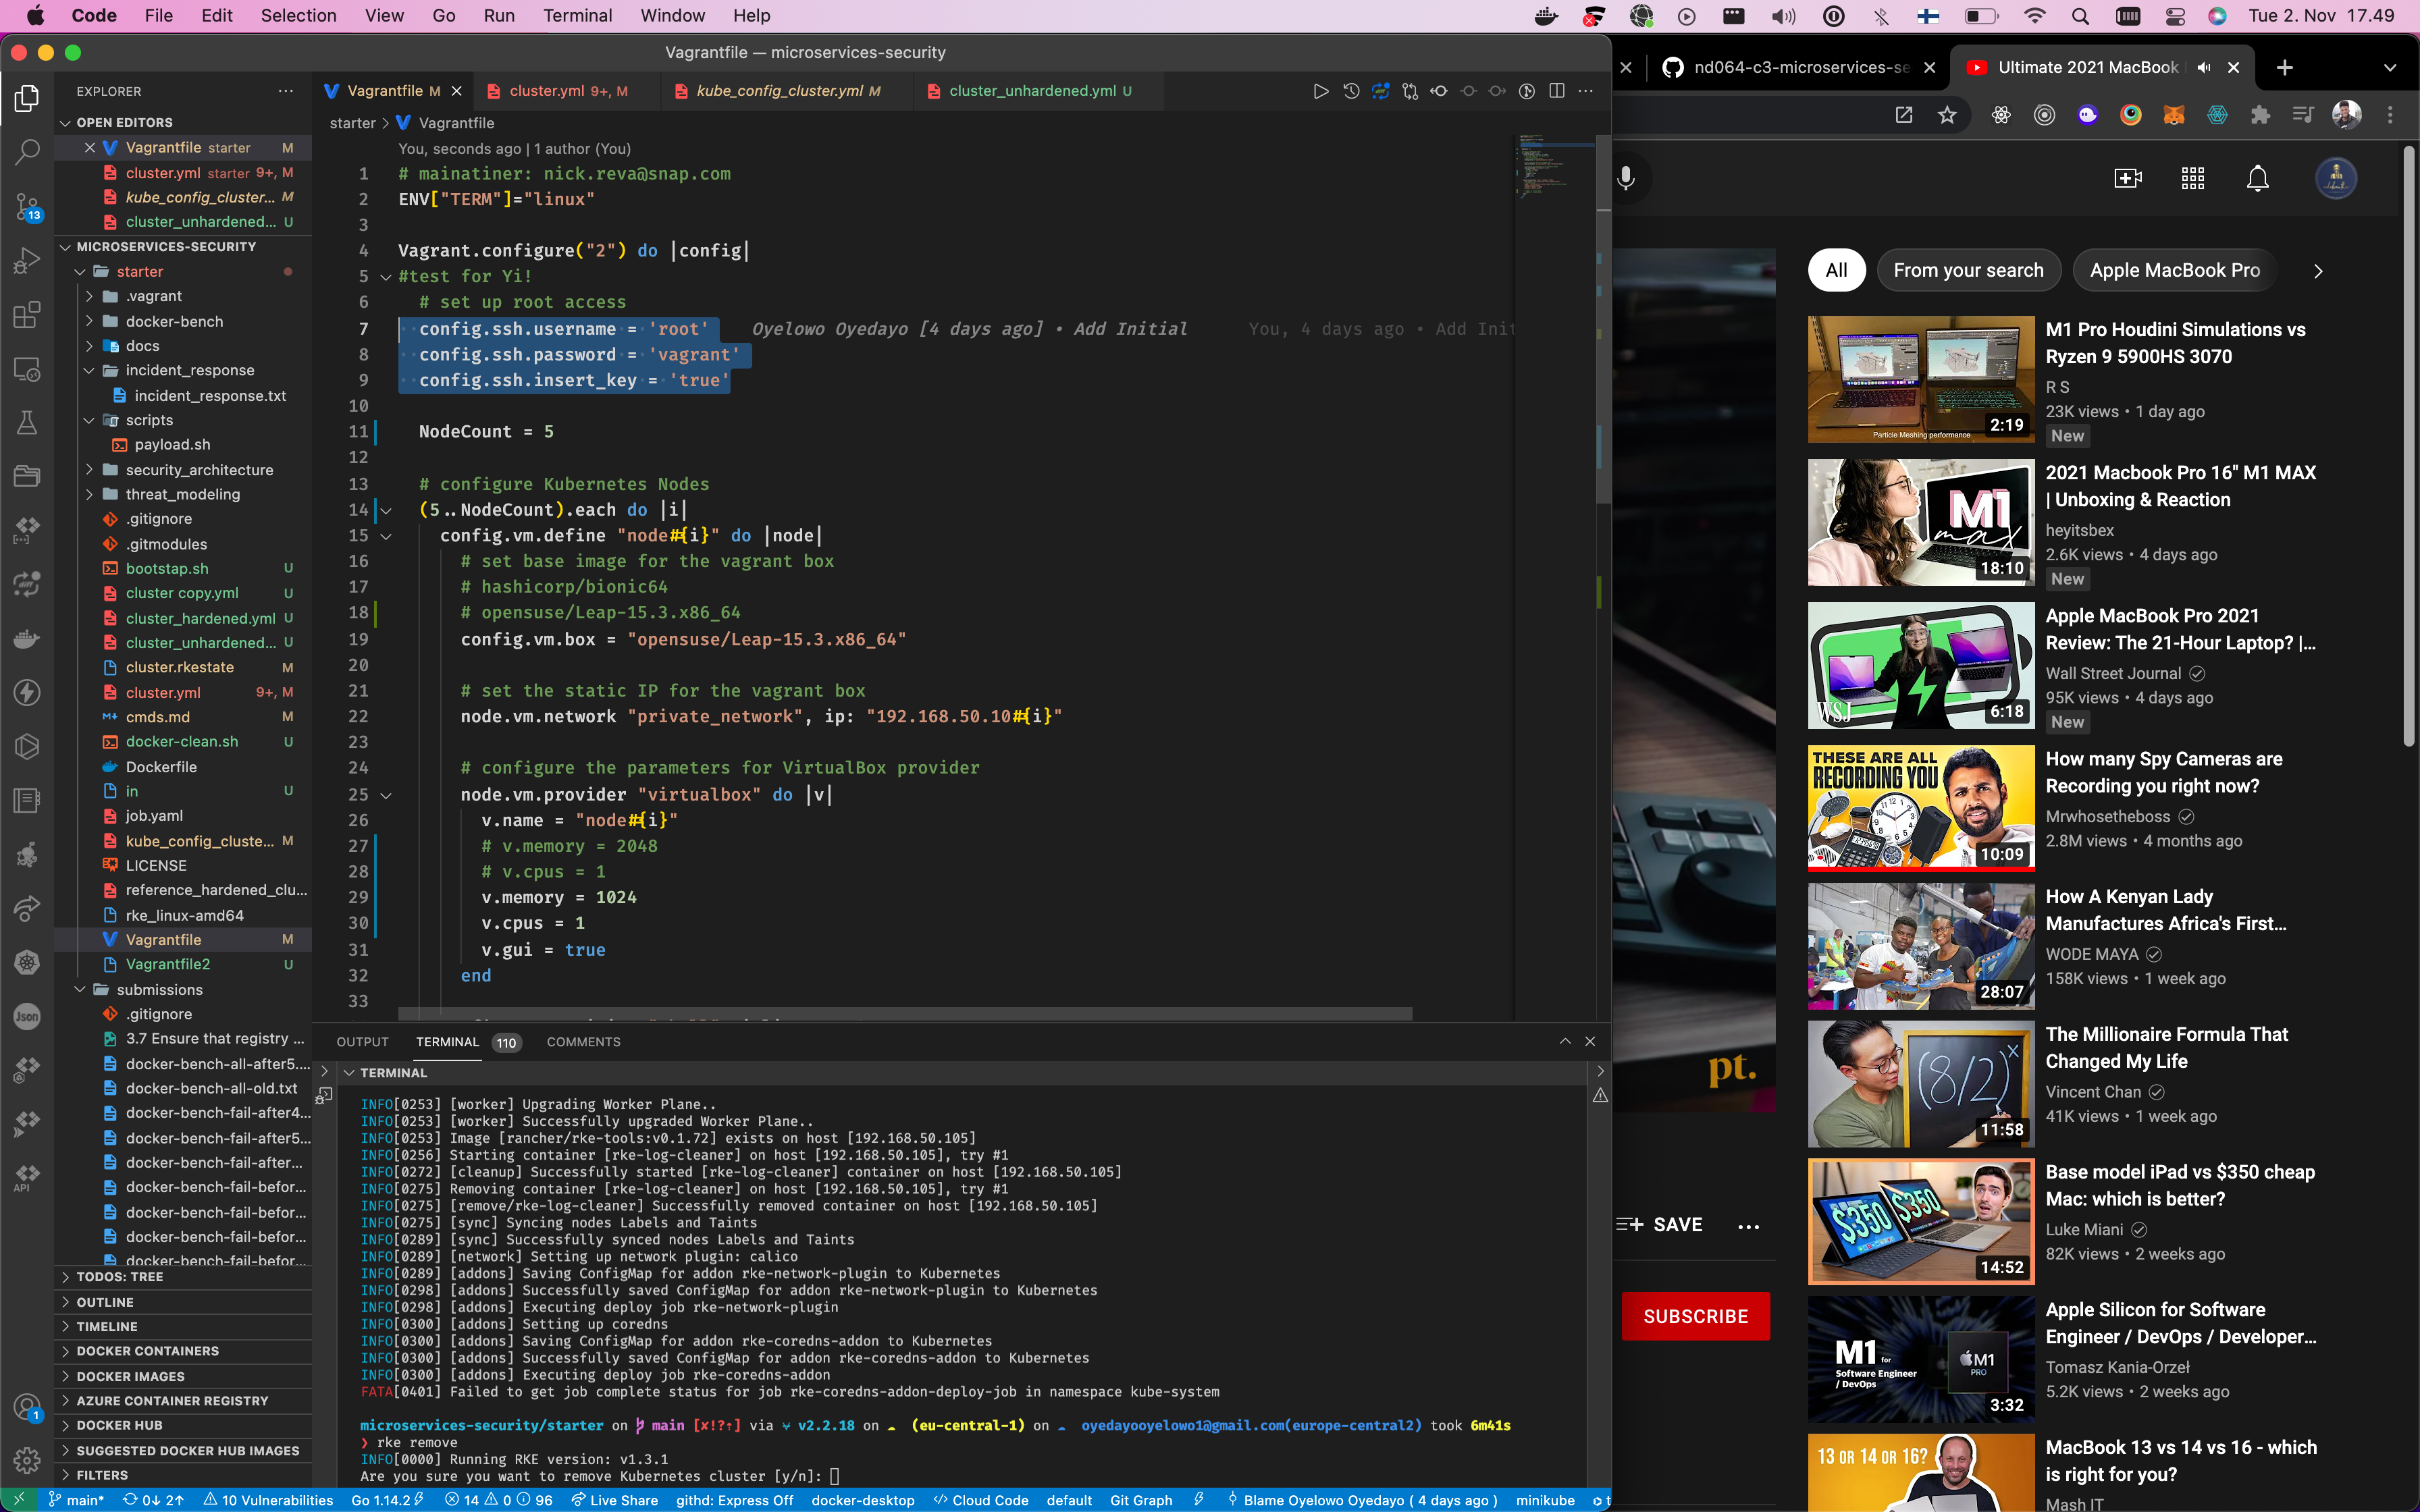 Code File Edit Selection View Go Run Terminal Window Help Tue 2. Nov 17.49
Vagrantfile — microservices-security
EXPLORER
OPEN EDITORS
Vagrantfile starter M
cluster.yml starter 9+, M
kube_config_cluster... M
cluster_unhardened... U
MICROSERVICES-SECURITY
starter
.vagrant
docker-bench
docs
incident_response
incident_response.txt
scripts
payload.sh
security_architecture
threat_modeling
.gitignore
.gitmodules
bootstap.sh U
cluster copy.yml U
cluster_hardened.yml U
cluster_unhardened... U
cluster.rkestate M
cluster.yml 9+, M
cmds.md M
docker-clean.sh U
Dockerfile
in U
job.yaml
kube_config_cluste... M
LICENSE
reference_hardened_clu...
rke_linux-amd64
Vagrantfile M
Vagrantfile2 U
submissions
.gitignore
3.7 Ensure that registry ...
docker-bench-all-after5....
docker-bench-all-old.txt
docker-bench-fail-after4...
docker-bench-fail-after5...
docker-bench-fail-after...
docker-bench-fail-befor...
docker-bench-fail-befor...
docker-bench-fail-befor...
docker-bench-fail-befor...
TODOS: TREE
OUTLINE
TIMELINE
DOCKER CONTAINERS
DOCKER IMAGES
AZURE CONTAINER REGISTRY
DOCKER HUB
SUGGESTED DOCKER HUB IMAGES
FILTERS
13
Json
API
1
Vagrantfile M
cluster.yml 9+, M
kube_config_cluster.yml M
cluster_unhardened.yml U
starter > Vagrantfile
You, seconds ago | 1 author (You)
1 # mainatiner: nick.reva@snap.com
2 ENV["TERM"]="linux"
3
4 Vagrant.configure("2") do |config|
5 #test for Yi!
6 # set up root access
7 config.ssh.username = 'root' Oyelowo Oyedayo [4 days ago] • Add Initial You, 4 days ago • Add Init
8 config.ssh.password = 'vagrant'
9 config.ssh.insert_key = 'true'
10
11 NodeCount = 5
12
13 # configure Kubernetes Nodes
14 (5..NodeCount).each do |i|
15 config.vm.define "node#{i}" do |node|
16 # set base image for the vagrant box
17 # hashicorp/bionic64
18 # opensuse/Leap-15.3.x86_64
19 config.vm.box = "opensuse/Leap-15.3.x86_64"
20
21 # set the static IP for the vagrant box
22 node.vm.network "private_network", ip: "192.168.50.10#{i}"
23
24 # configure the parameters for VirtualBox provider
25 node.vm.provider "virtualbox" do |v|
26 v.name = "node#{i}"
27 # v.memory = 2048
28 # v.cpus = 1
29 v.memory = 1024
30 v.cpus = 1
31 v.gui = true
32 end
33
OUTPUT TERMINAL 110 COMMENTS
TERMINAL
INFO[0253] [worker] Upgrading Worker Plane..
INFO[0253] [worker] Successfully upgraded Worker Plane..
INFO[0253] Image [rancher/rke-tools:v0.1.72] exists on host [192.168.50.105]
INFO[0256] Starting container [rke-log-cleaner] on host [192.168.50.105], try #1
INFO[0272] [cleanup] Successfully started [rke-log-cleaner] container on host [192.168.50.105]
INFO[0275] Removing container [rke-log-cleaner] on host [192.168.50.105], try #1
INFO[0275] [remove/rke-log-cleaner] Successfully removed container on host [192.168.50.105]
INFO[0275] [sync] Syncing nodes Labels and Taints
INFO[0289] [sync] Successfully synced nodes Labels and Taints
INFO[0289] [network] Setting up network plugin: calico
INFO[0289] [addons] Saving ConfigMap for addon rke-network-plugin to Kubernetes
INFO[0298] [addons] Successfully saved ConfigMap for addon rke-network-plugin to Kubernetes
INFO[0298] [addons] Executing deploy job rke-network-plugin
INFO[0300] [addons] Setting up coredns
INFO[0300] [addons] Saving ConfigMap for addon rke-coredns-addon to Kubernetes
INFO[0300] [addons] Successfully saved ConfigMap for addon rke-coredns-addon to Kubernetes
INFO[0300] [addons] Executing deploy job rke-coredns-addon
FATA[0401] Failed to get job complete status for job rke-coredns-addon-deploy-job in namespace kube-system
microservices-security/starter on main [✘!?⇡] via v2.2.18 on (eu-central-1) on oyedayooyelowo1@gmail.com(europe-central2) took 6m41s
❯ rke remove
INFO[0000] Running RKE version: v1.3.1
Are you sure you want to remove Kubernetes cluster [y/n]:
main* 0↓ 2↑ 10 Vulnerabilities Go 1.14.2 14 0 96 Live Share githd: Express Off docker-desktop Cloud Code default Git Graph Blame Oyelowo Oyedayo ( 4 days ago ) minikube
nd064-c3-microservices-se
Ultimate 2021 MacBook
All
From your search
Apple MacBook Pro
pt.
SAVE
SUBSCRIBE
Particle Meshing performance
2:19
M1 Pro Houdini Simulations vs
Ryzen 9 5900HS 3070
R S
23K views • 1 day ago
New
M1
max
18:10
2021 Macbook Pro 16" M1 MAX
| Unboxing & Reaction
heyitsbex
2.6K views • 4 days ago
New
WSJ
6:18
Apple MacBook Pro 2021
Review: The 21-Hour Laptop? |...
Wall Street Journal
95K views • 4 days ago
New
THESE ARE ALL
RECORDING YOU
10:09
How many Spy Cameras are
Recording you right now?
Mrwhosetheboss
2.8M views • 4 months ago
28:07
How A Kenyan Lady
Manufactures Africa's First...
WODE MAYA
158K views • 1 week ago
(8/2)x
11:58
The Millionaire Formula That
Changed My Life
Vincent Chan
41K views • 1 week ago
$350
$350
14:52
Base model iPad vs $350 cheap
Mac: which is better?
Luke Miani
82K views • 2 weeks ago
M1 for
Software Engineer
/ DevOps
M1
PRO
3:32
Apple Silicon for Software
Engineer / DevOps / Developer...
Tomasz Kania-Orzeł
5.2K views • 2 weeks ago
13 OR 14 OR 16?
MacBook 13 vs 14 vs 16 - which
is right for you?
Mash IT